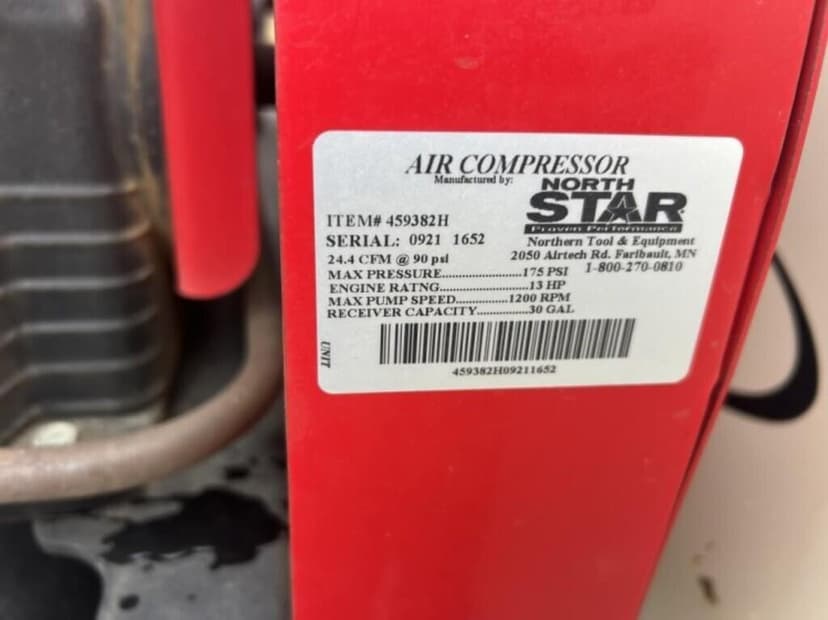 AIR COMPRESSOR
Manufactured by:
NORTH
STAR
Proven Performance
ITEM# 459382H
SERIAL: 0921 1652
Northern Tool & Equipment
24.4 CFM @ 90 psi
2050 Airtech Rd. Faribault, MN
MAX PRESSURE..............175 PSI
1-800-270-0810
ENGINE RATNG...............13 HP
MAX PUMP SPEED.........1200 RPM
RECEIVER CAPACITY.........30 GAL
UNIT
459382H09211652